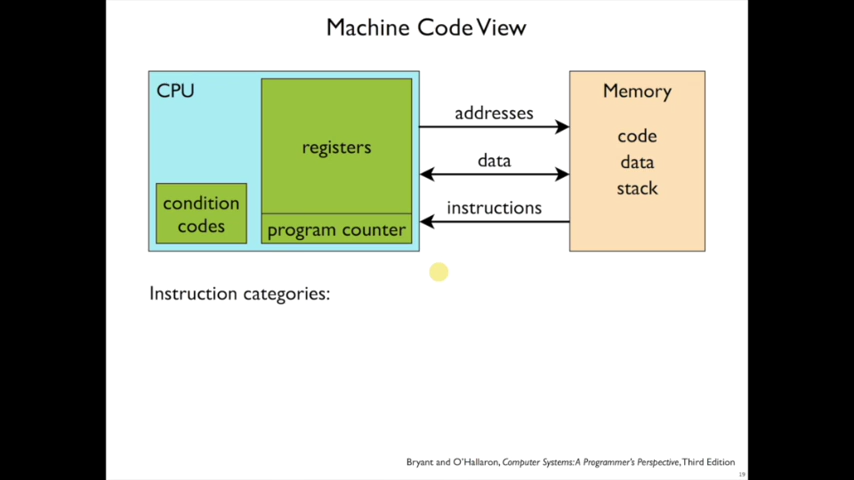 Machine Code View
CPU
registers
condition
codes
program counter
addresses
data
instructions
Memory
code
data
stack
Instruction categories:
Bryant and O'Hallaron, Computer Systems: A Programmer's Perspective, Third Edition
19